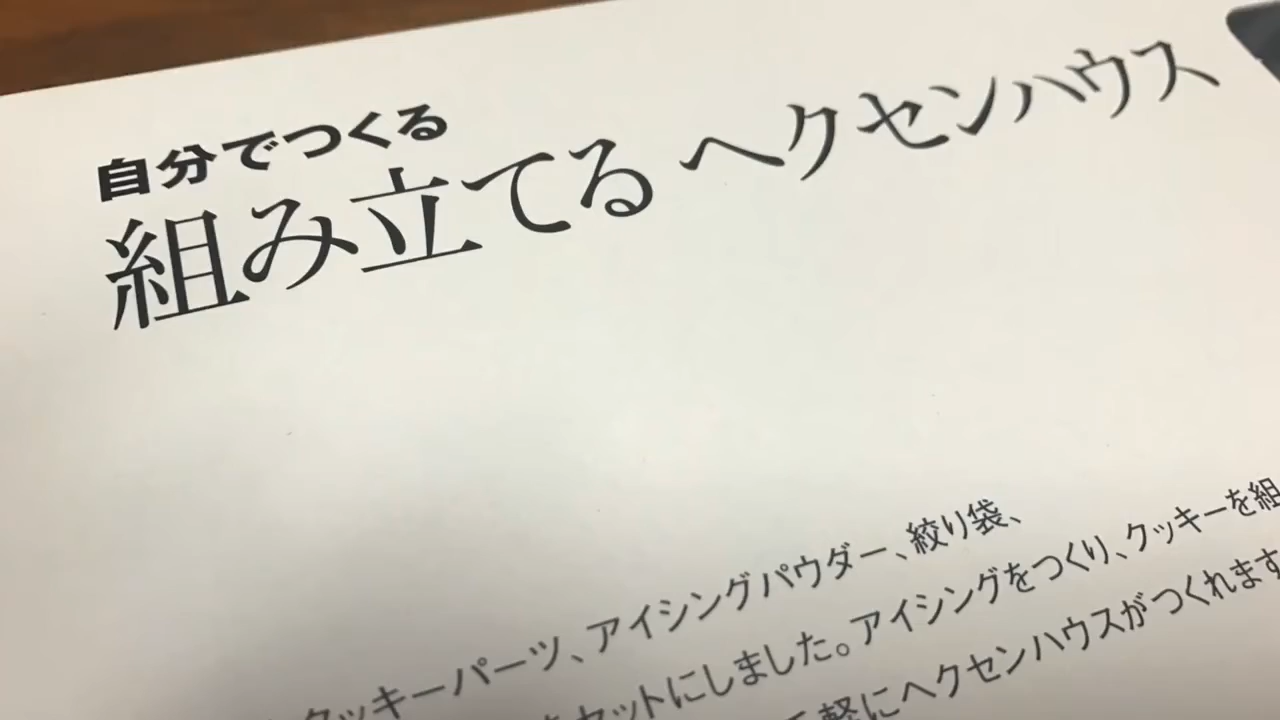 自分でつくる
組み立てる ヘクセンハウス
クッキーパーツ、アイシングパウダー、絞り袋、
セットにしました。アイシングをつくり、クッキーを組
軽にヘクセンハウスがつくれます